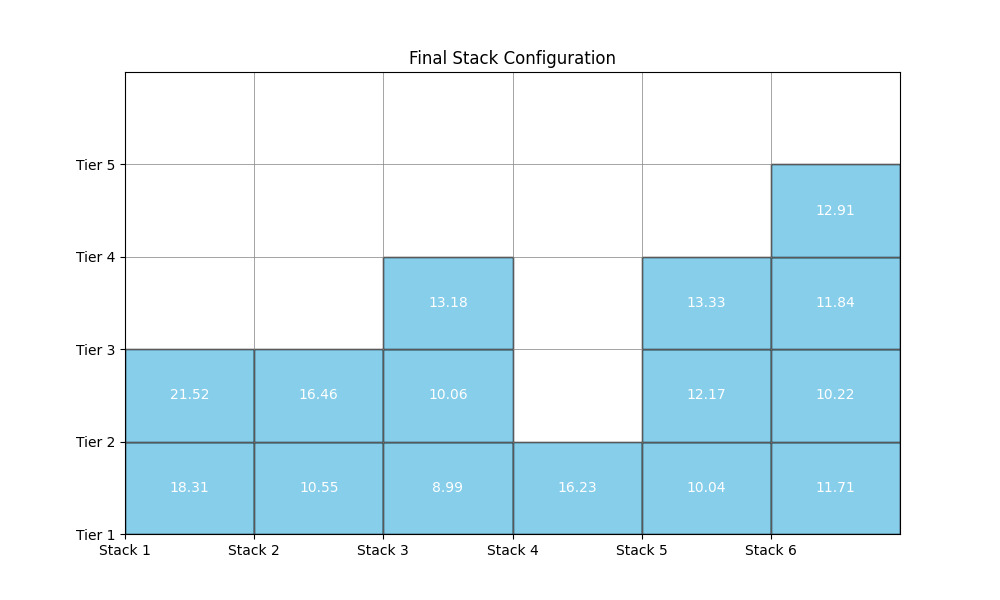 Final Stack Configuration
Tier 5
12.91
Tier 4
13.18 13.33 11.84
Tier 3
21.52 16.46 10.06 12.17 10.22
Tier 2
18.31 10.55 8.99 16.23 10.04 11.71
Tier 1
Stack 1 Stack 2 Stack 3 Stack 4 Stack 5 Stack 6